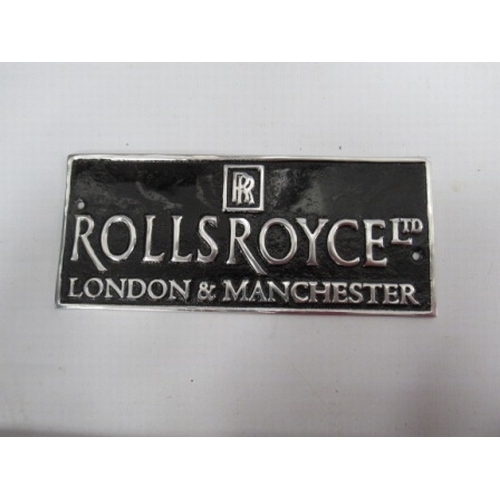 RR
ROLLSROYCE LTD
LONDON & MANCHESTER